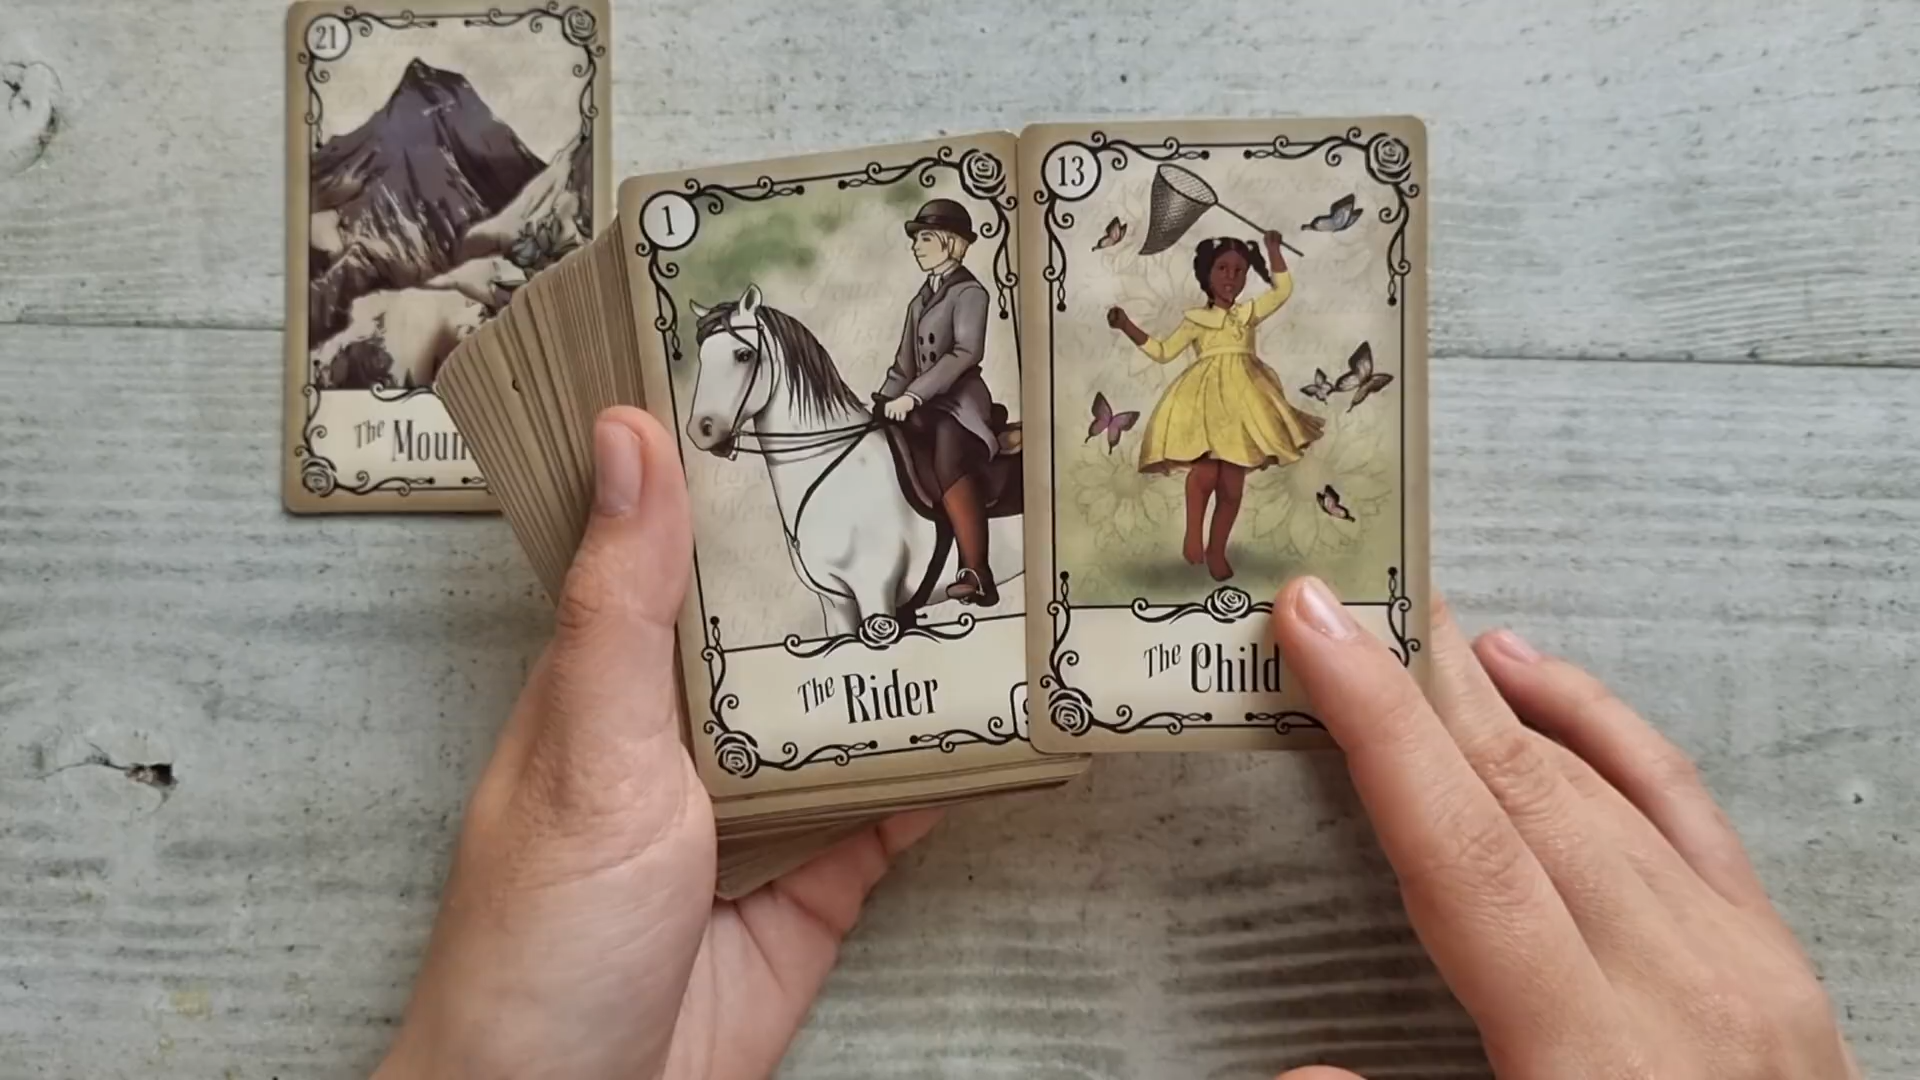 21
The Moun
1
The Rider
13
The Child